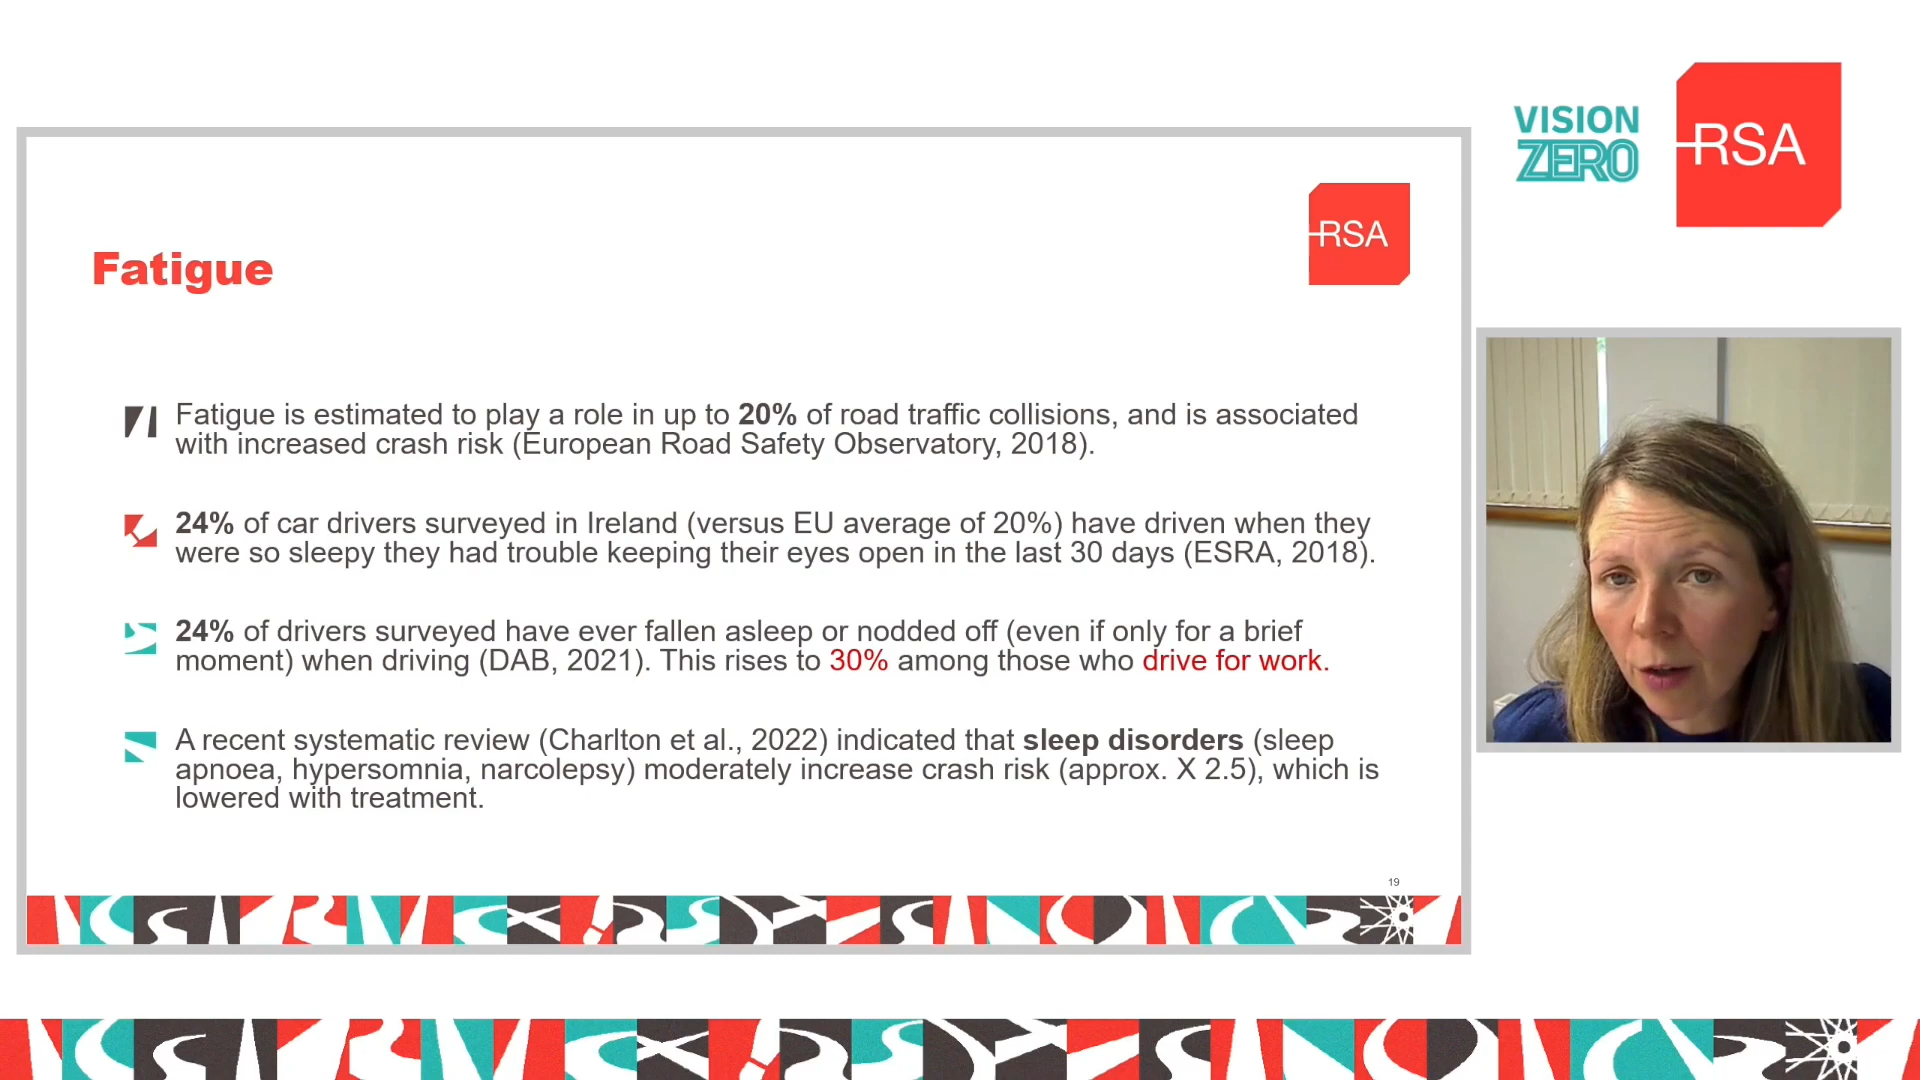 VISION
ZERO
RSA
RSA
Fatigue
Fatigue is estimated to play a role in up to 20% of road traffic collisions, and is associated
with increased crash risk (European Road Safety Observatory, 2018).
24% of car drivers surveyed in Ireland (versus EU average of 20%) have driven when they
were so sleepy they had trouble keeping their eyes open in the last 30 days (ESRA, 2018).
24% of drivers surveyed have ever fallen asleep or nodded off (even if only for a brief
moment) when driving (DAB, 2021). This rises to 30% among those who drive for work.
A recent systematic review (Charlton et al., 2022) indicated that sleep disorders (sleep
apnoea, hypersomnia, narcolepsy) moderately increase crash risk (approx. X 2.5), which is
lowered with treatment.
19